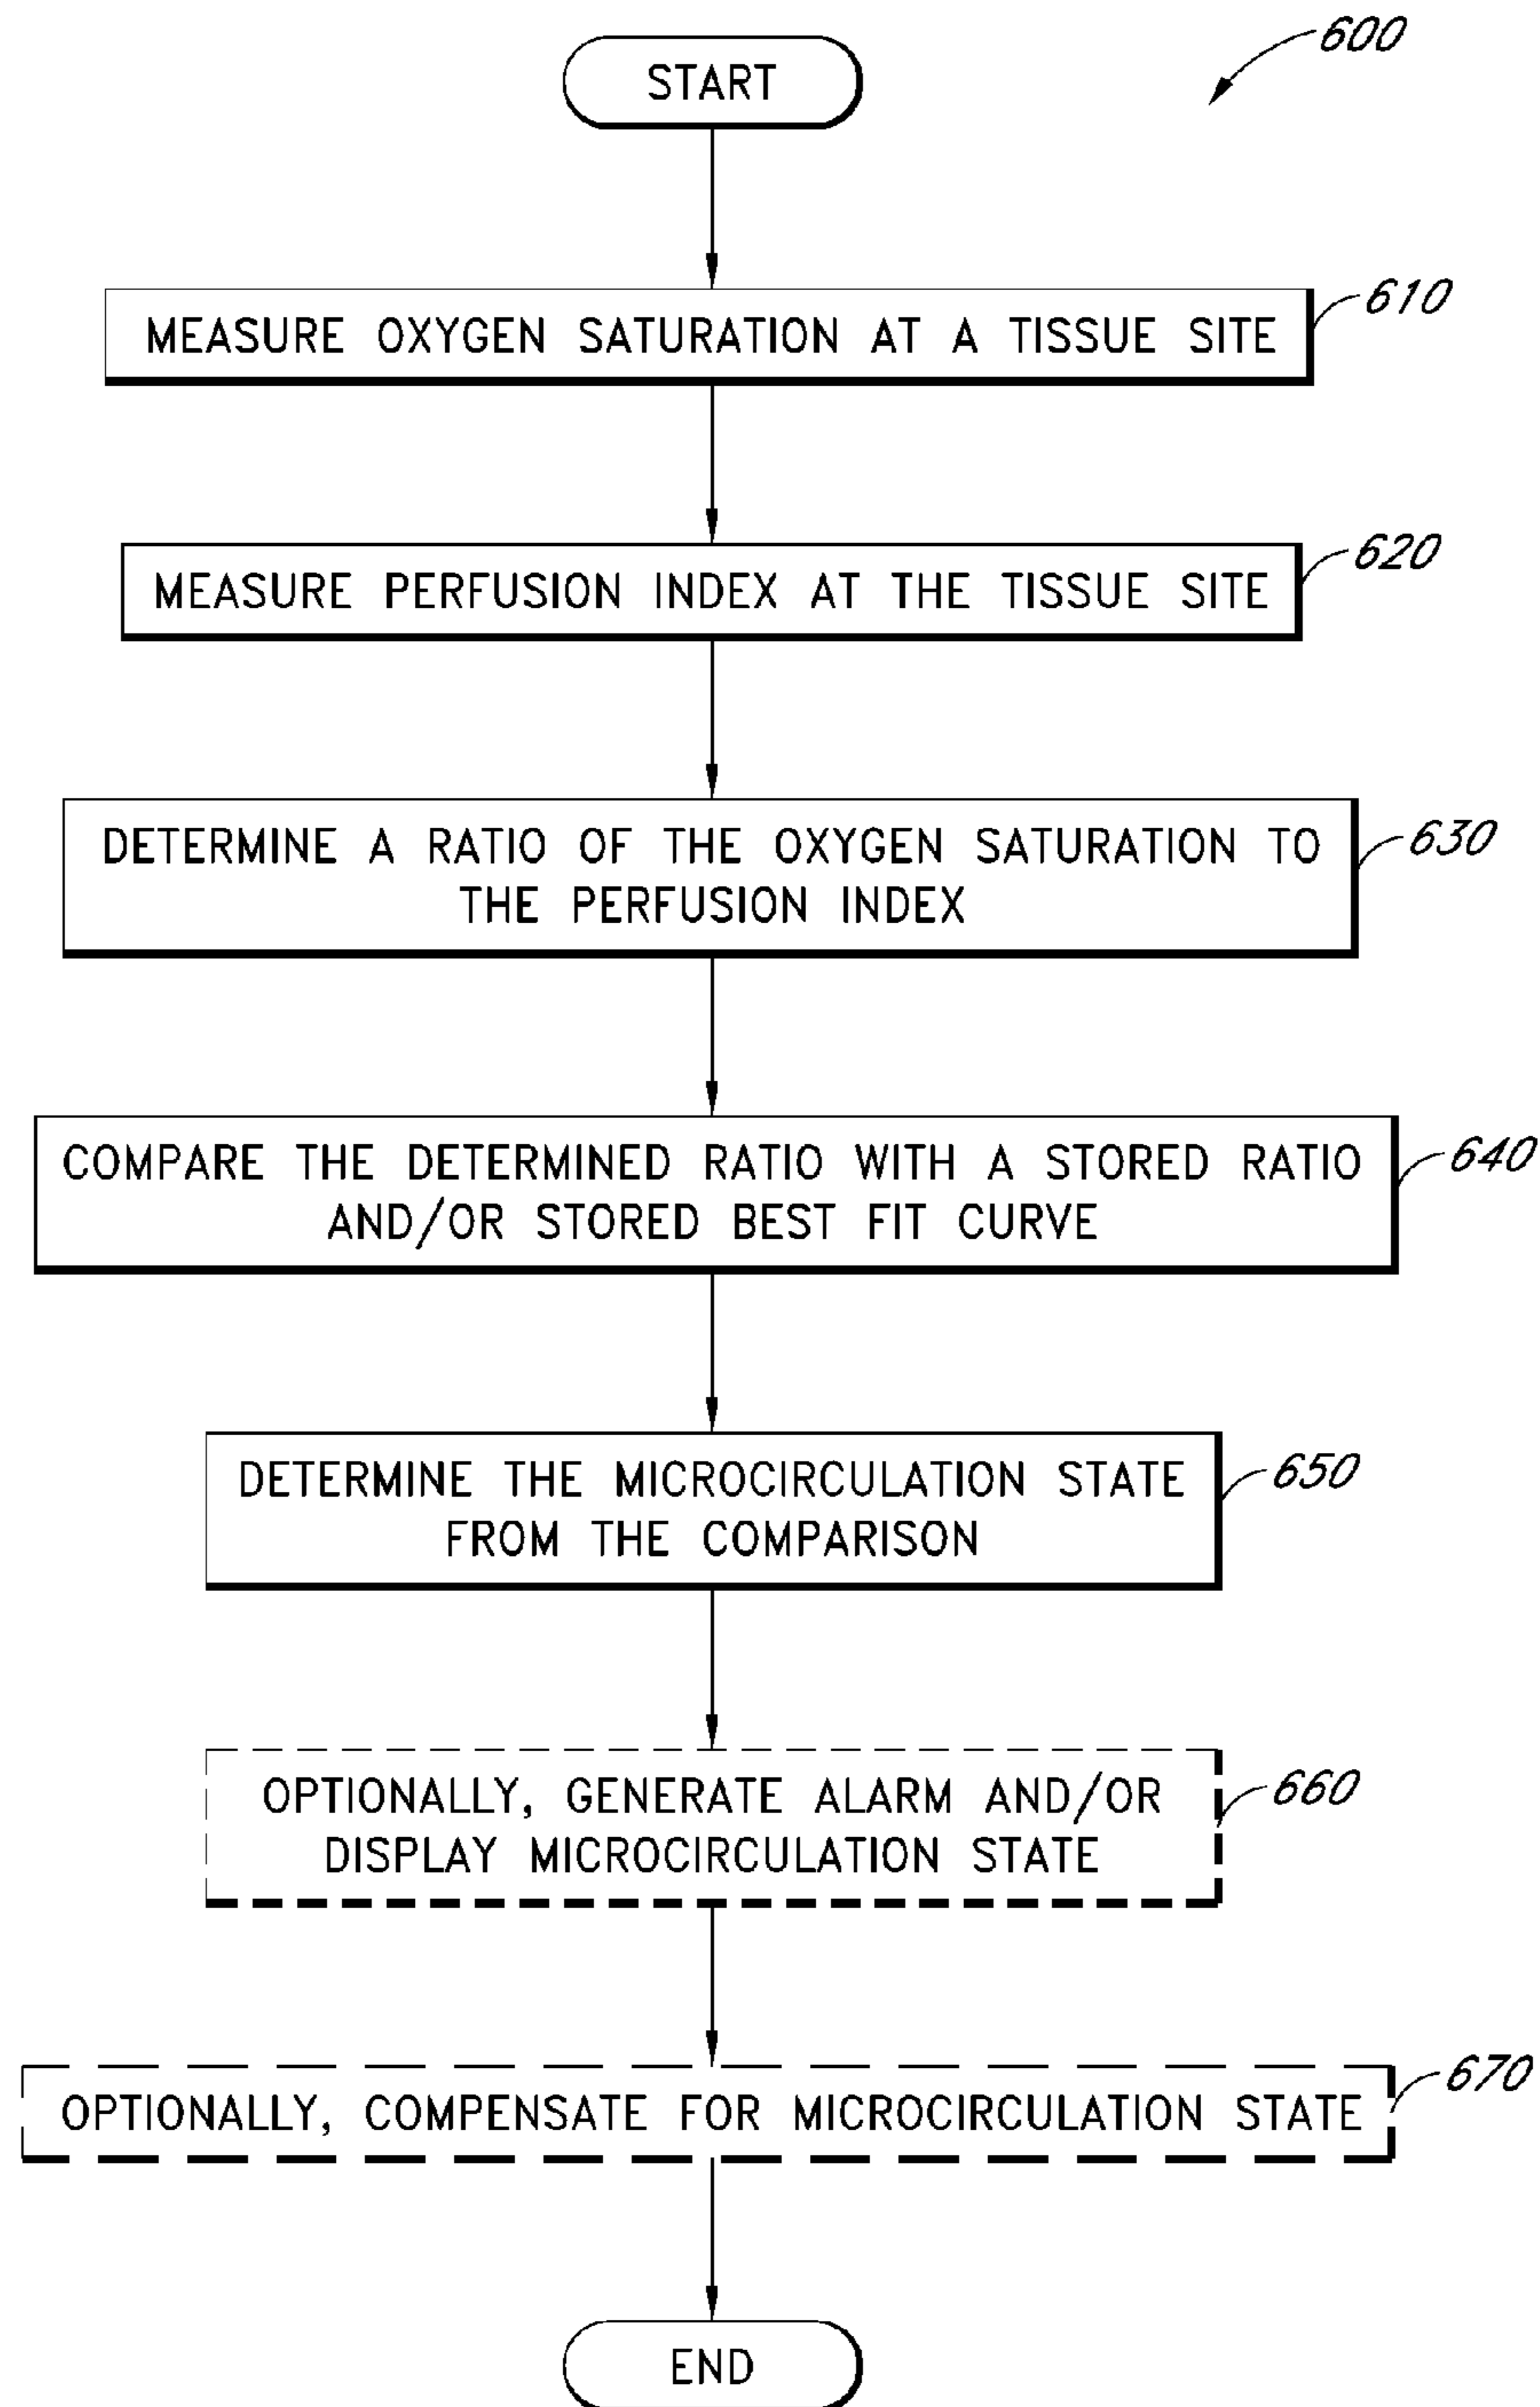 600
START
MEASURE OXYGEN SATURATION AT A TISSUE SITE
610
MEASURE PERFUSION INDEX AT THE TISSUE SITE
620
DETERMINE A RATIO OF THE OXYGEN SATURATION TO
THE PERFUSION INDEX
630
COMPARE THE DETERMINED RATIO WITH A STORED RATIO
AND/OR STORED BEST FIT CURVE
640
DETERMINE THE MICROCIRCULATION STATE
FROM THE COMPARISON
650
OPTIONALLY, GENERATE ALARM AND/OR
DISPLAY MICROCIRCULATION STATE
660
OPTIONALLY, COMPENSATE FOR MICROCIRCULATION STATE
670
END